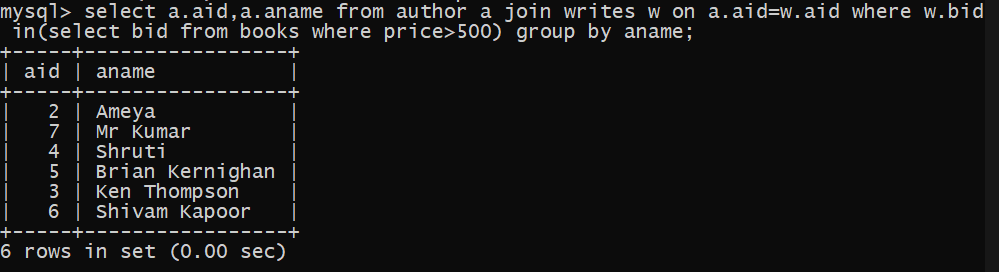 mysql> select a.aid,a.aname from author a join writes w on a.aid=w.aid where w.bid
 in(select bid from books where price>500) group by aname;
+-----+-----------------+
| aid | aname           |
+-----+-----------------+
|   2 | Ameya           |
|   7 | Mr Kumar        |
|   4 | Shruti          |
|   5 | Brian Kernighan |
|   3 | Ken Thompson    |
|   6 | Shivam Kapoor   |
+-----+-----------------+
6 rows in set (0.00 sec)